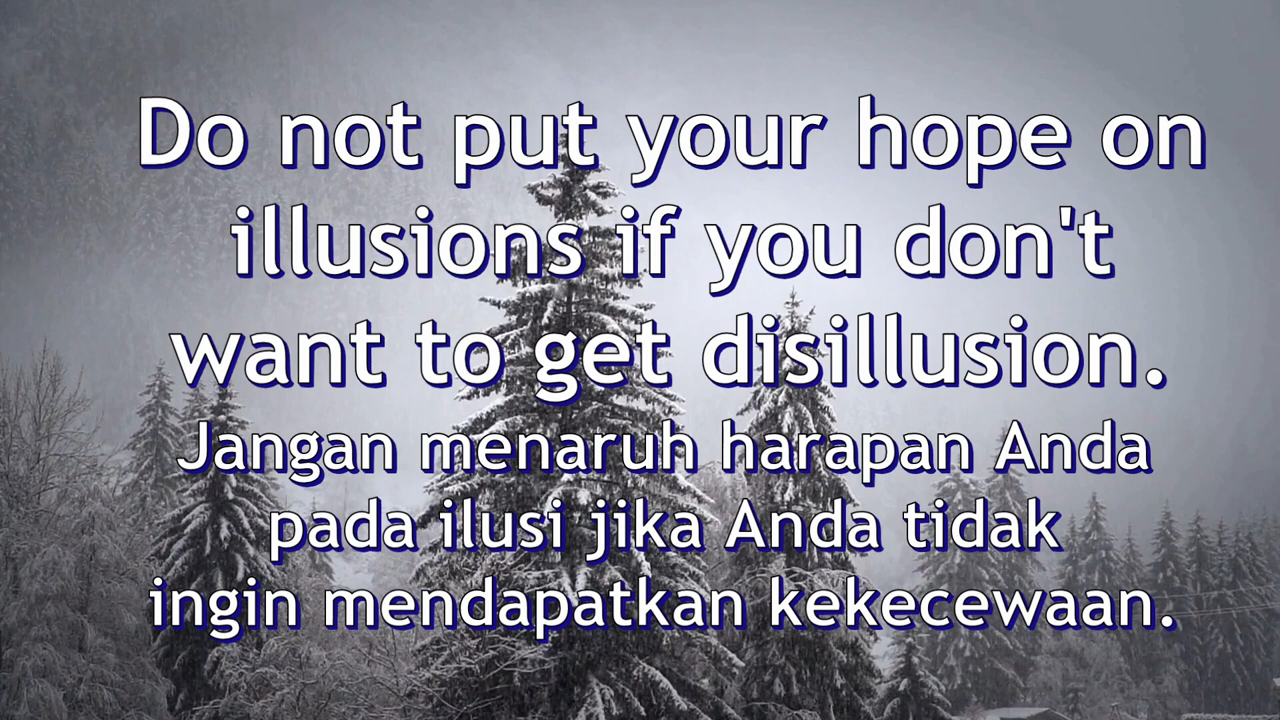 Do not put your hope on
illusions if you don't
want to get disillusion.
Jangan menaruh harapan Anda
pada ilusi jika Anda tidak
ingin mendapatkan kekecewaan.